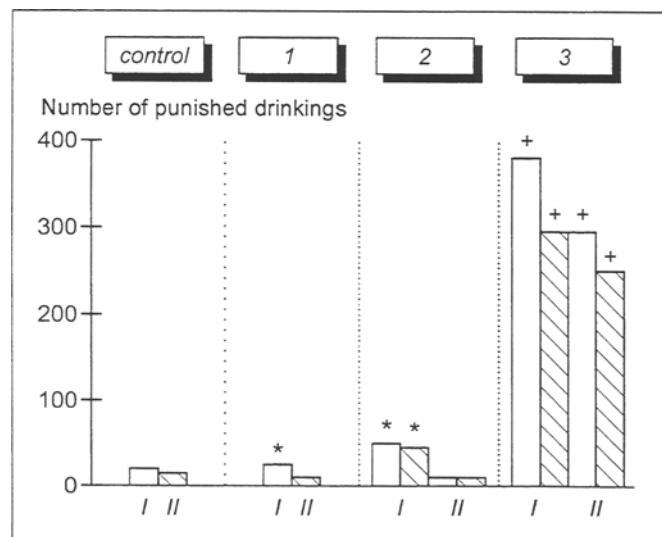 control 1 2 3
Number of punished drinkings
400
300
200
100
0
* * * + + + +
I II I II I II I II